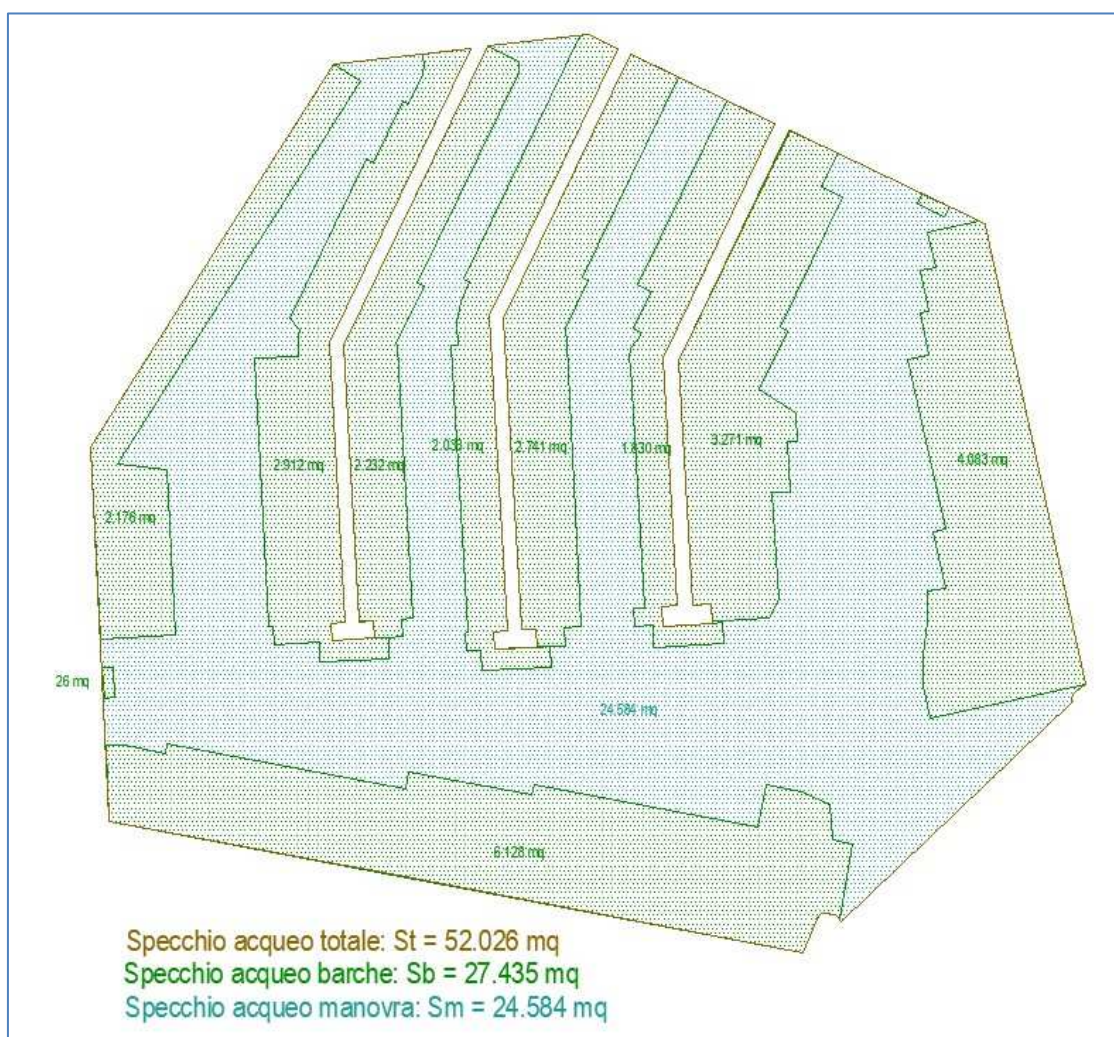 3.271 mq
2.741 mq
1.830 mq
4.083 mq
2.912 mq
2.232 mq
2.176 mq
26 mq
24.584 mq
6.128 mq
Specchio acqueo totale: St = 52.026 mq
Specchio acqueo barche: Sb = 27.435 mq
Specchio acqueo manovra: Sm = 24.584 mq